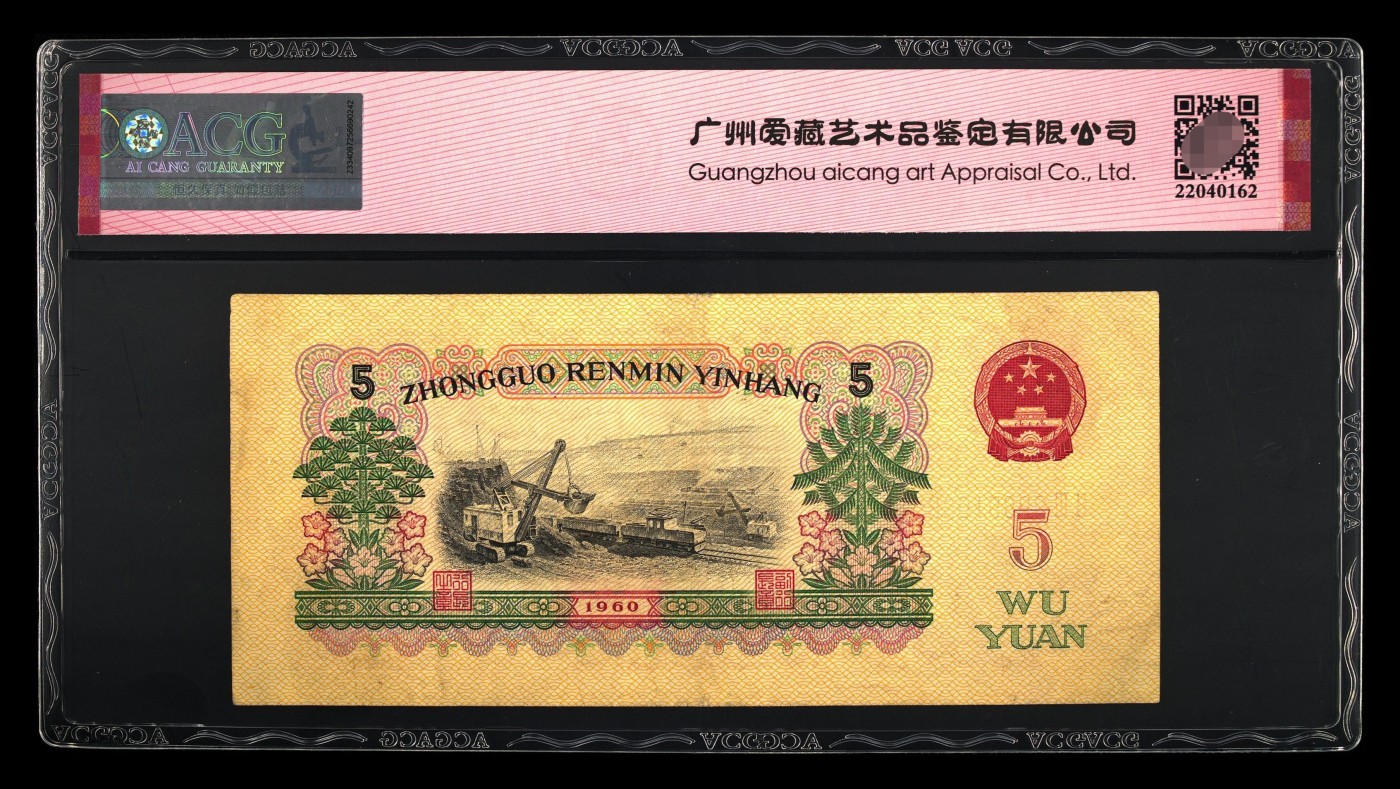 ACG
AI CANG GUARANTY
2334097256690242
广州爱藏艺术品鉴定有限公司
Guangzhou aicang art Appraisal Co., Ltd.
22040162
5 ZHONGGUO RENMIN YINHANG 5
5
WU
YUAN
1960